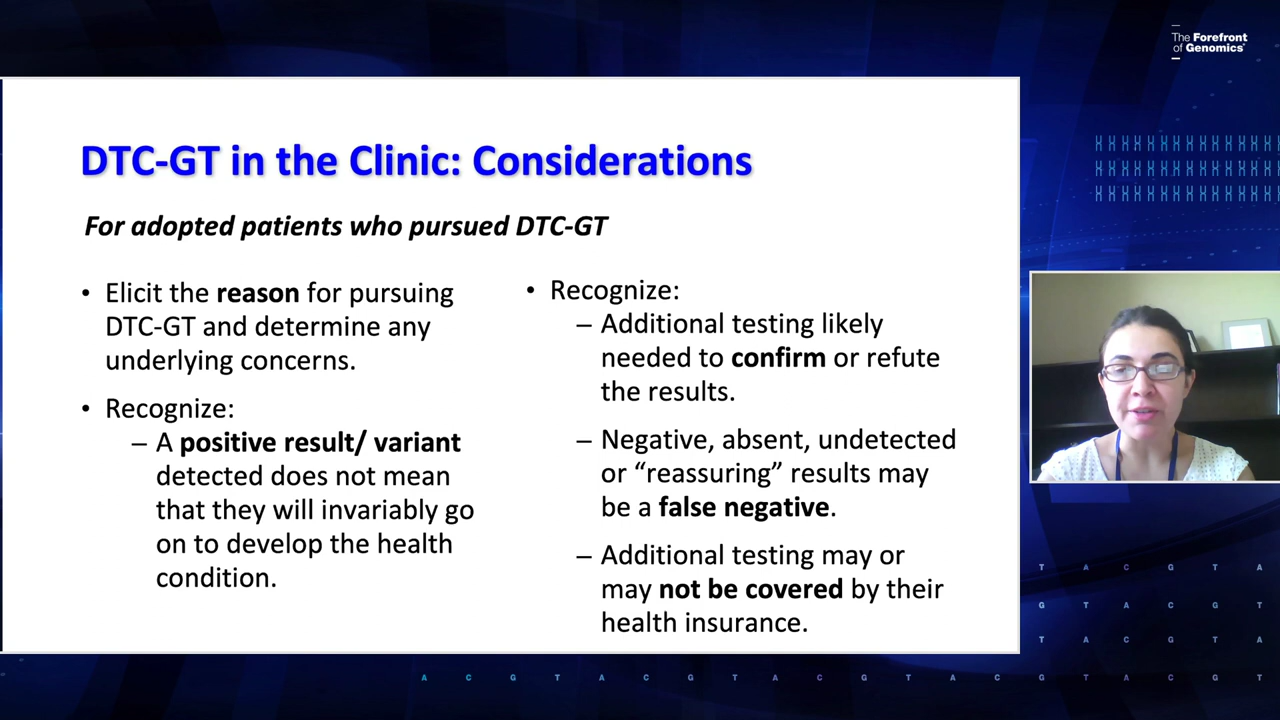 The Forefront
of Genomics®
DTC-GT in the Clinic: Considerations
For adopted patients who pursued DTC-GT
• Elicit the reason for pursuing
DTC-GT and determine any
underlying concerns.
• Recognize:
– A positive result/ variant
detected does not mean
that they will invariably go
on to develop the health
condition.
• Recognize:
– Additional testing likely
needed to confirm or refute
the results.
– Negative, absent, undetected
or “reassuring” results may
be a false negative.
– Additional testing may or
may not be covered by their
health insurance.
T A C G T A
G T A C G T
T A C G T A
A C G T A C G T A C G T A C G T A C G T